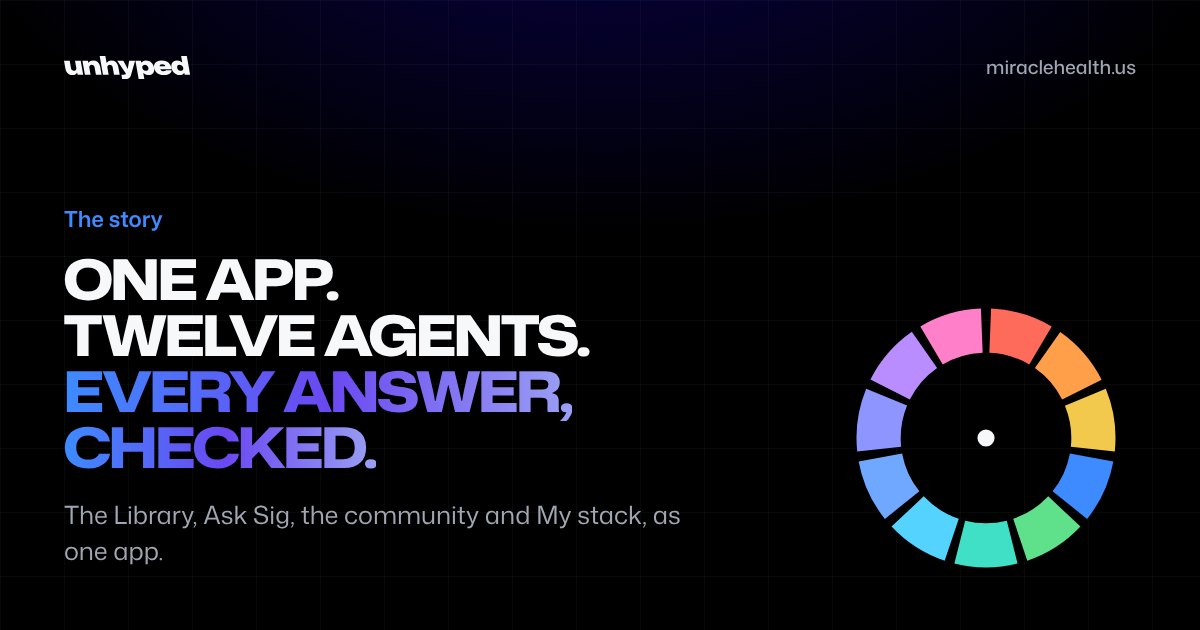 unhyped
miraclehealth.us
The story
ONE APP.
TWELVE AGENTS.
EVERY ANSWER,
CHECKED.
The Library, Ask Sig, the community and My stack, as
one app.